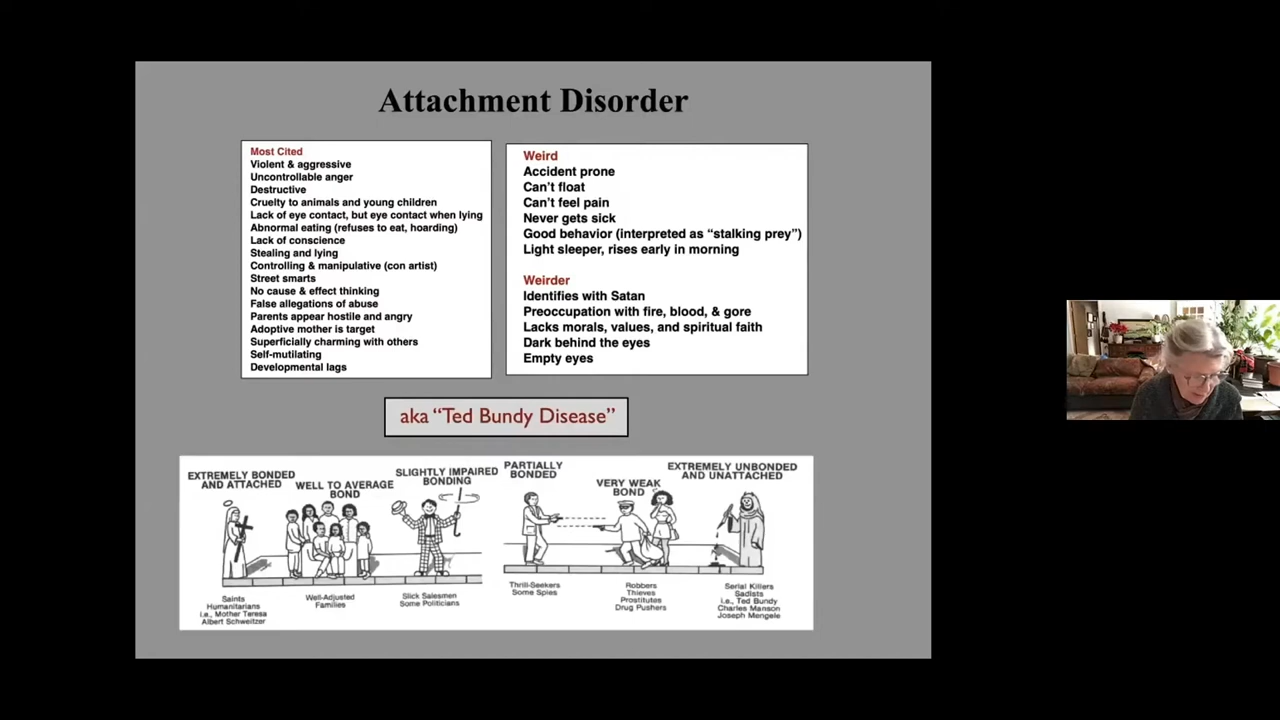 Attachment Disorder
Most Cited
Violent & aggressive
Uncontrollable anger
Destructive
Cruelty to animals and young children
Lack of eye contact, but eye contact when lying
Abnormal eating (refuses to eat, hoarding)
Lack of conscience
Stealing and lying
Controlling & manipulative (con artist)
Street smarts
No cause & effect thinking
False allegations of abuse
Parents appear hostile and angry
Adoptive mother is target
Superficially charming with others
Self-mutilating
Developmental lags
Weird
Accident prone
Can't float
Can't feel pain
Never gets sick
Good behavior (interpreted as “stalking prey”)
Light sleeper, rises early in morning
Weirder
Identifies with Satan
Preoccupation with fire, blood, & gore
Lacks morals, values, and spiritual faith
Dark behind the eyes
Empty eyes
aka “Ted Bundy Disease”
EXTREMELY BONDED
AND ATTACHED
WELL TO AVERAGE
BOND
SLIGHTLY IMPAIRED
BONDING
PARTIALLY
BONDED
VERY WEAK
BOND
EXTREMELY UNBONDED
AND UNATTACHED
Saints
Humanitarians
i.e., Mother Teresa
Albert Schweitzer
Well-Adjusted
Families
Slick Salesmen
Some Politicians
Thrill-Seekers
Some Spies
Robbers
Thieves
Prostitutes
Drug Pushers
Serial Killers
Sadists
i.e., Ted Bundy
Charles Manson
Joseph Mengele